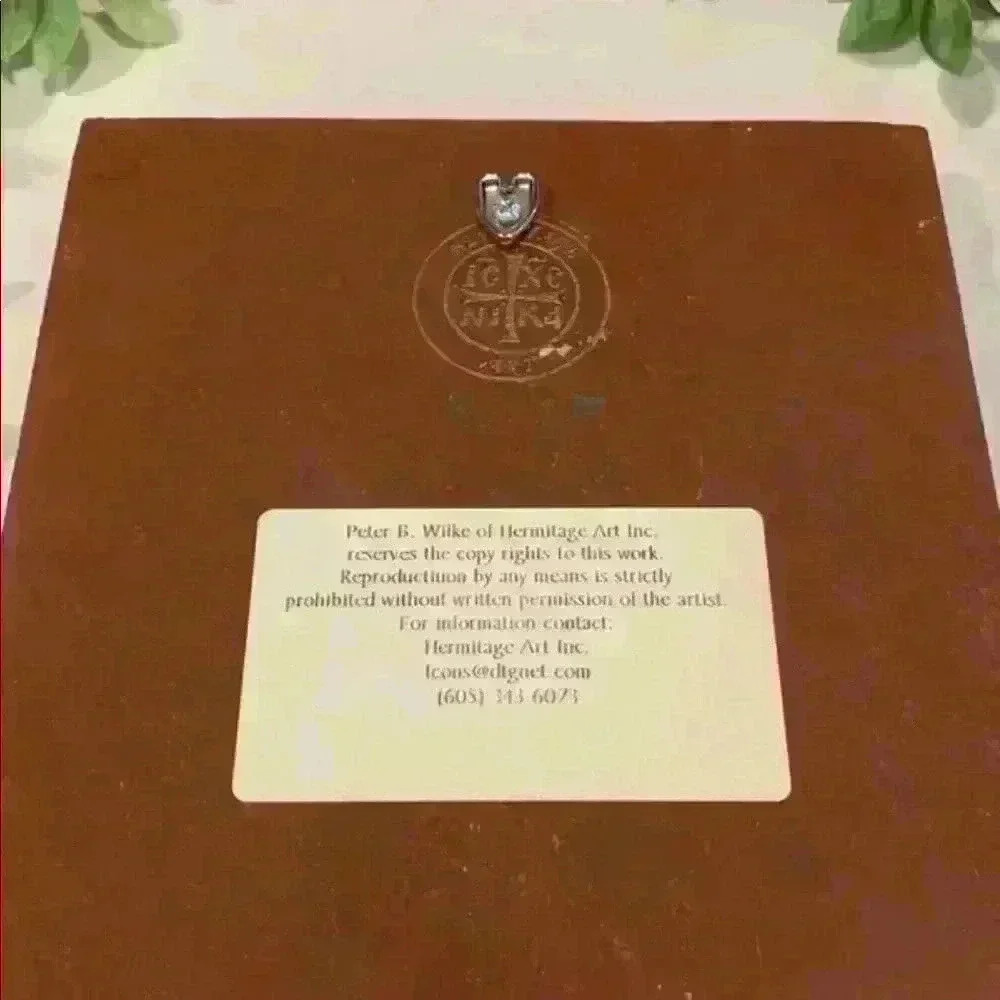 IC XC
NI KA
Peter B. Wilke of Hermitage Art Inc.
reserves the copy rights to this work.
Reproductiuon by any means is strictly
prohibited without written permission of the artist.
For information contact:
Hermitage Art Inc.
Icons@dtgnet.com
(605) 343 6073